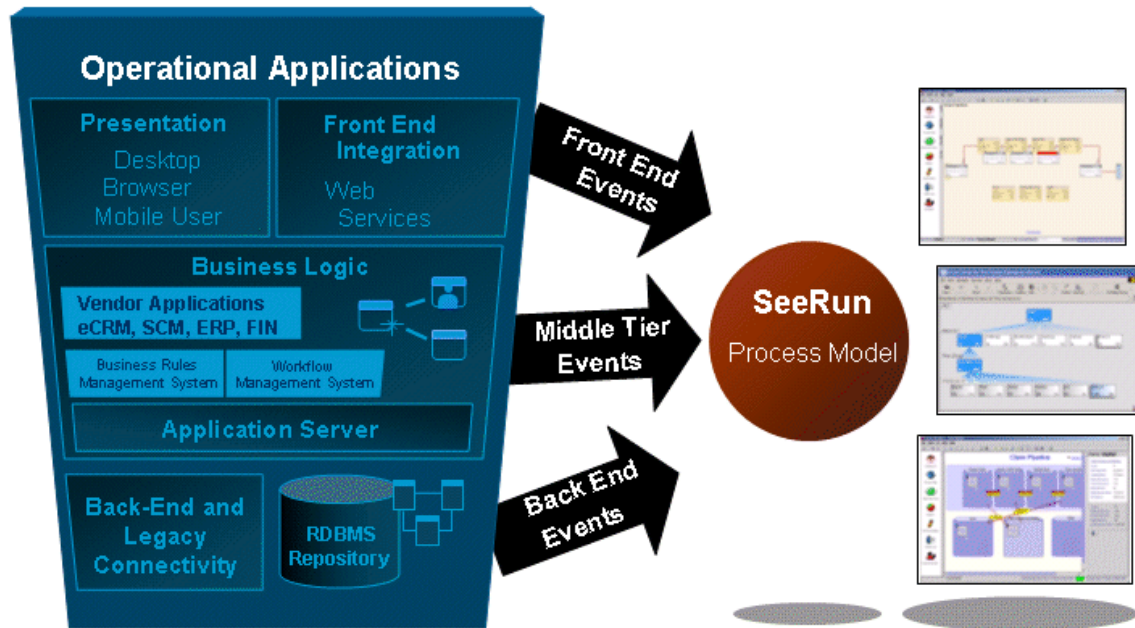 Operational Applications
Presentation
Desktop
Browser
Mobile User
Front End
Integration
Web
Services
Business Logic
Vendor Applications
eCRM, SCM, ERP, FIN
Business Rules
Management System
Workflow
Management System
Application Server
Back-End and
Legacy
Connectivity
RDBMS
Repository
Front End
Events
Middle Tier
Events
Back End
Events
SeeRun
Process Model
Claim Pipeline